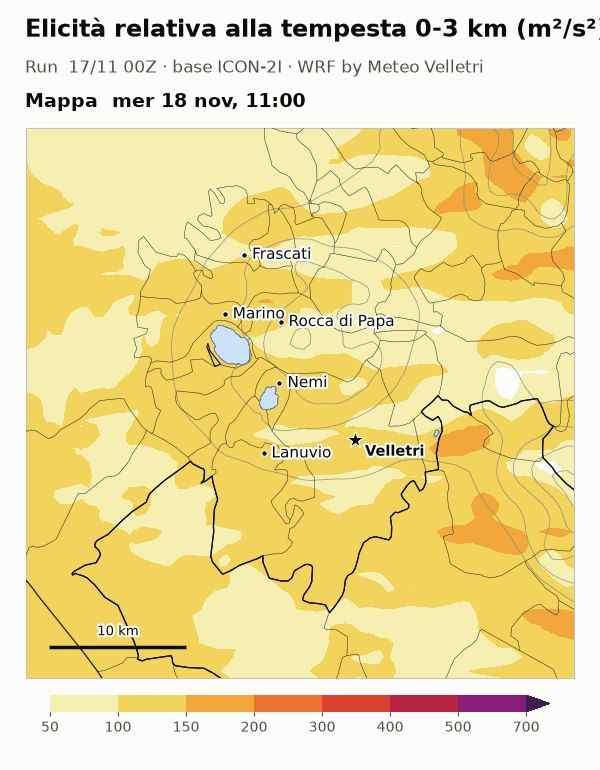 Elicità relativa alla tempesta 0-3 km (m²/s²)
Run  17/11 00Z · base ICON-2I · WRF by Meteo Velletri
Mappa  mer 18 nov, 11:00
Frascati
Marino
Rocca di Papa
Nemi
Velletri
Lanuvio
10 km
50 100 150 200 300 400 500 700